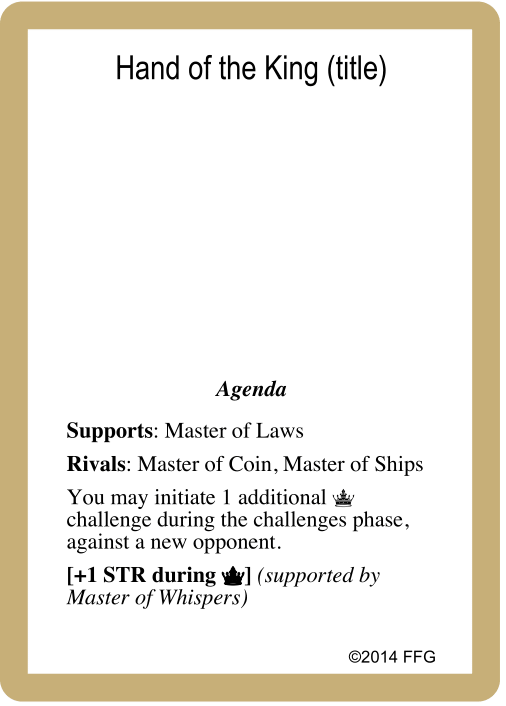 Hand of the King (title)
Agenda
Supports: Master of Laws
Rivals: Master of Coin, Master of Ships
You may initiate 1 additional
challenge during the challenges phase,
against a new opponent.
[+1 STR during ] (supported by
Master of Whispers)
©2014 FFG